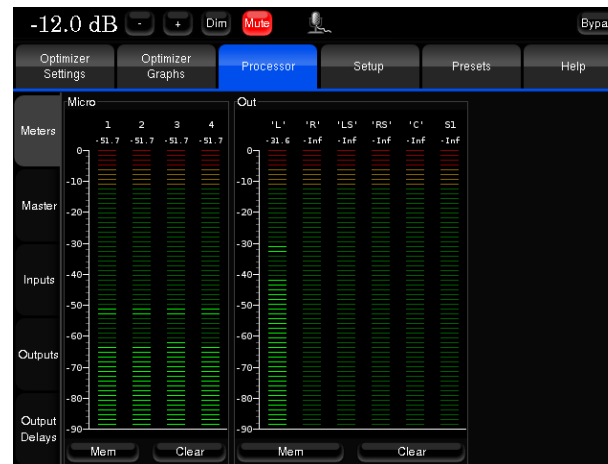 -12.0 dB - + Dim Mute Bypa
Optimizer Settings
Optimizer Graphs
Processor
Setup
Presets
Help
Meters
Master
Inputs
Outputs
Output Delays
Micro
1 2 3 4
-51.7 -51.7 -51.7 -51.7
0
-10
-20
-30
-40
-50
-60
-70
-80
-90
Mem Clear
Out
'L' 'R' 'LS' 'RS' 'C' S1
-31.6 -Inf -Inf -Inf -Inf -Inf
0
-10
-20
-30
-40
-50
-60
-70
-80
-90
Mem Clear